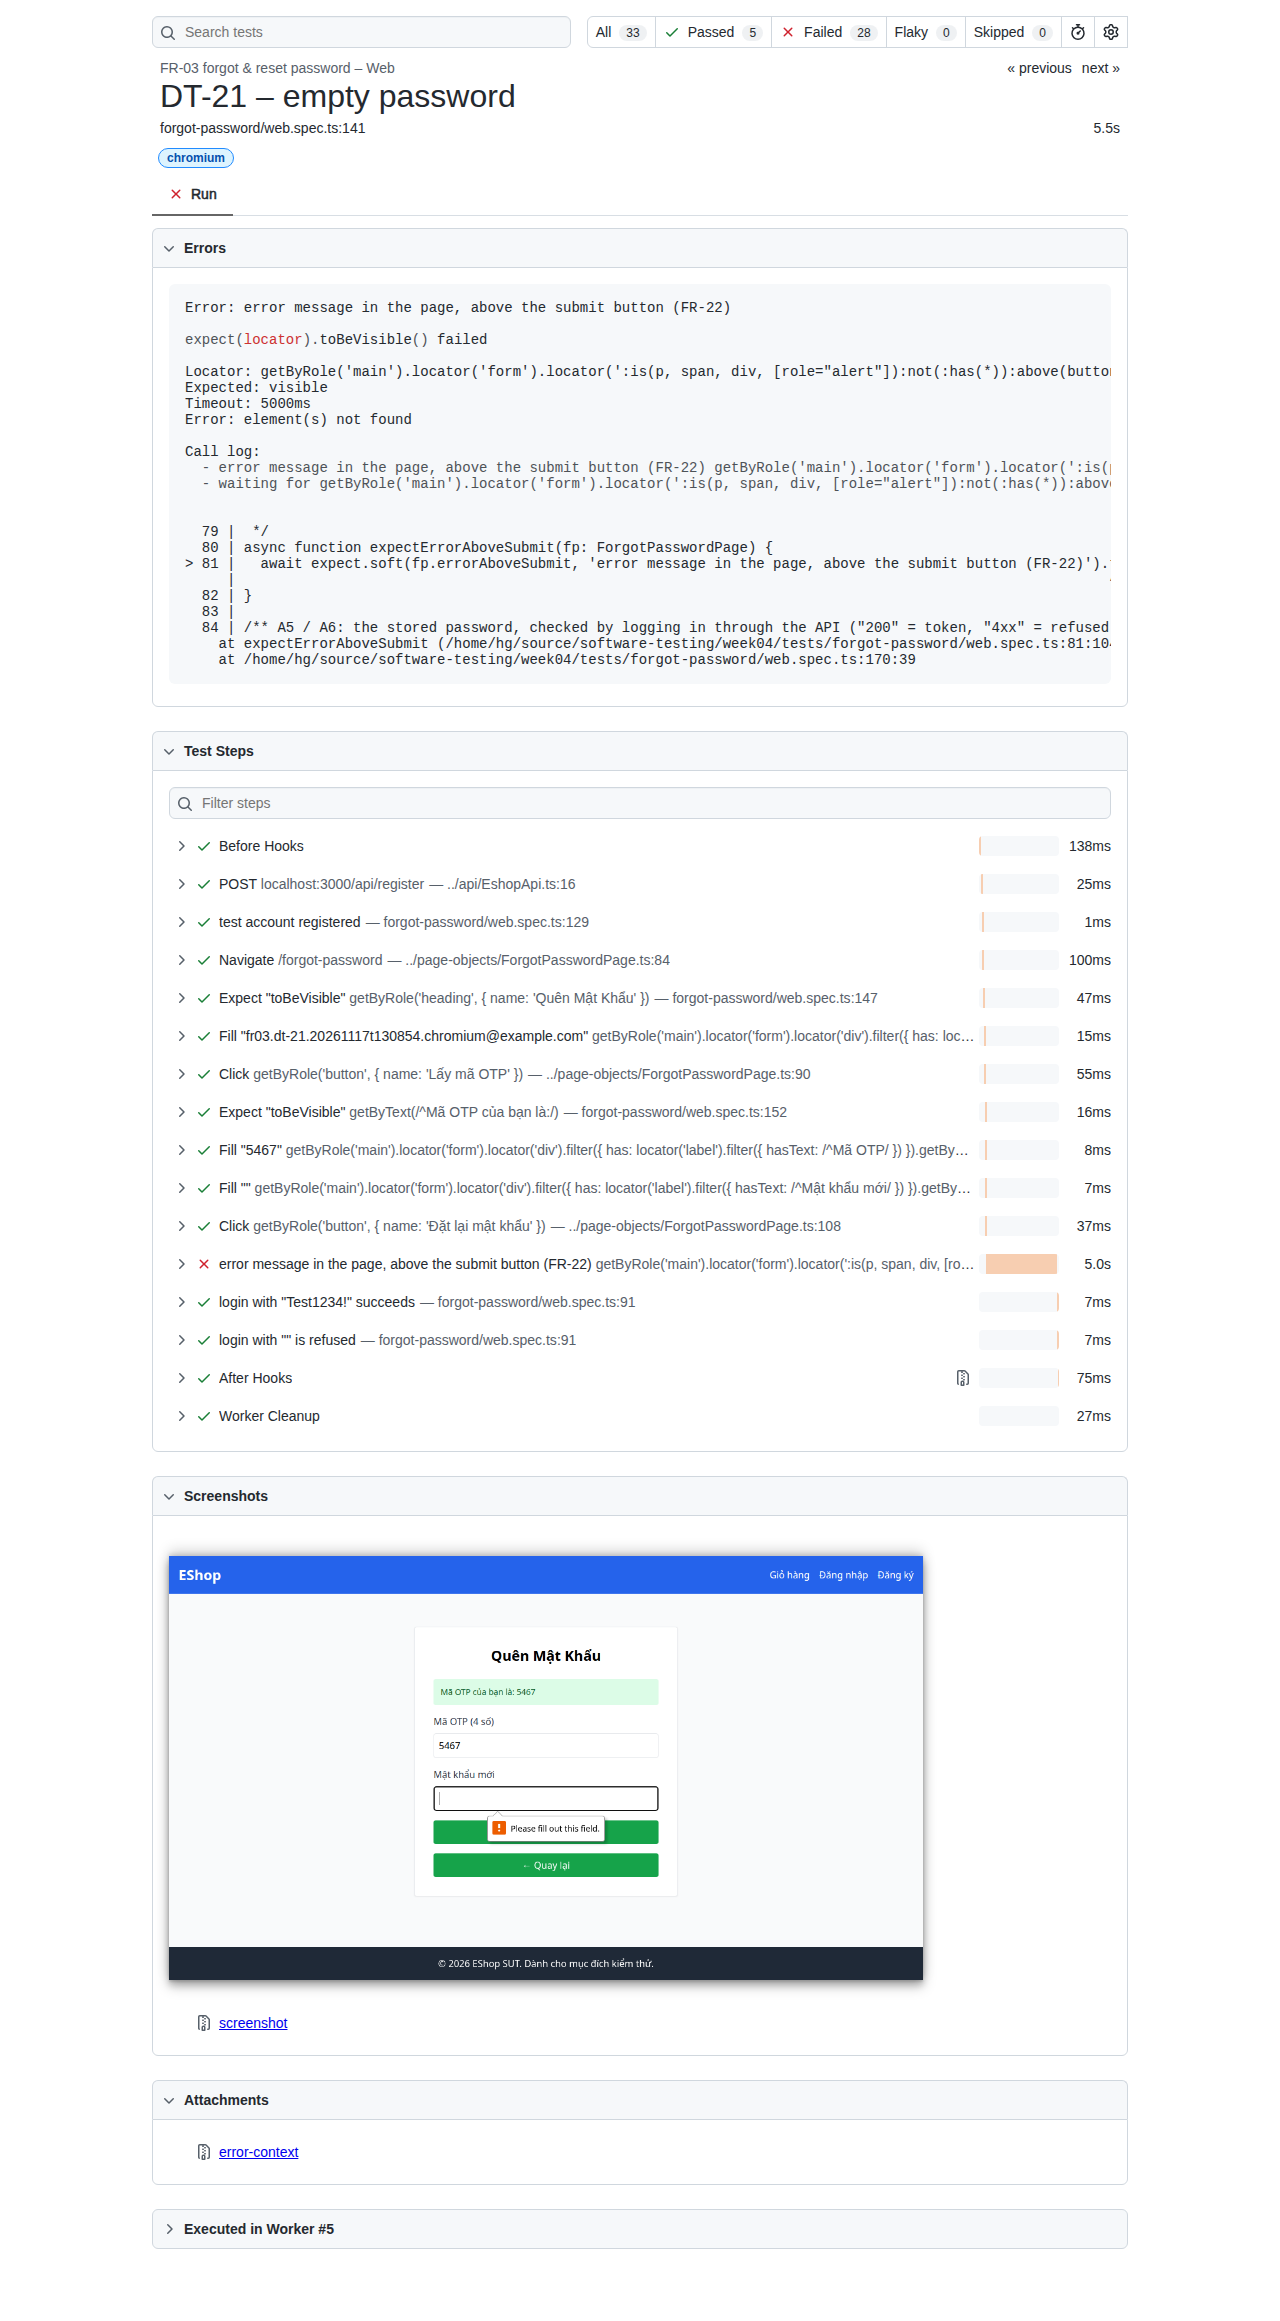 Search tests
All 33
Passed 5
Failed 28
Flaky 0
Skipped 0
FR-03 forgot & reset password – Web
« previous next »
DT-21 – empty password
forgot-password/web.spec.ts:141
5.5s
chromium
Run
Errors
Error: error message in the page, above the submit button (FR-22)
expect(locator).toBeVisible() failed
Locator: getByRole('main').locator('form').locator(':is(p, span, div, [role="alert"]):not(:has(*)):above(button
Expected: visible
Timeout: 5000ms
Error: element(s) not found
Call log:
- error message in the page, above the submit button (FR-22) getByRole('main').locator('form').locator(':is(p
- waiting for getByRole('main').locator('form').locator(':is(p, span, div, [role="alert"]):not(:has(*)):above
79 | */
80 | async function expectErrorAboveSubmit(fp: ForgotPasswordPage) {
> 81 | await expect.soft(fp.errorAboveSubmit, 'error message in the page, above the submit button (FR-22)').
|
82 | }
83 |
84 | /** A5 / A6: the stored password, checked by logging in through the API ("200" = token, "4xx" = refused
at expectErrorAboveSubmit (/home/hg/source/software-testing/week04/tests/forgot-password/web.spec.ts:81:104
at /home/hg/source/software-testing/week04/tests/forgot-password/web.spec.ts:170:39
Test Steps
Filter steps
Before Hooks 138ms
POST localhost:3000/api/register — ../api/EshopApi.ts:16 25ms
test account registered — forgot-password/web.spec.ts:129 1ms
Navigate /forgot-password — ../page-objects/ForgotPasswordPage.ts:84 100ms
Expect "toBeVisible" getByRole('heading', { name: 'Quên Mật Khẩu' }) — forgot-password/web.spec.ts:147 47ms
Fill "fr03.dt-21.20261117t130854.chromium@example.com" getByRole('main').locator('form').locator('div').filter({ has: loc... 15ms
Click getByRole('button', { name: 'Lấy mã OTP' }) — ../page-objects/ForgotPasswordPage.ts:90 55ms
Expect "toBeVisible" getByText(/^Mã OTP của bạn là:/) — forgot-password/web.spec.ts:152 16ms
Fill "5467" getByRole('main').locator('form').locator('div').filter({ has: locator('label').filter({ hasText: /^Mã OTP/ }) }).getBy... 8ms
Fill "" getByRole('main').locator('form').locator('div').filter({ has: locator('label').filter({ hasText: /^Mật khẩu mới/ }) }).getBy... 7ms
Click getByRole('button', { name: 'Đặt lại mật khẩu' }) — ../page-objects/ForgotPasswordPage.ts:108 37ms
error message in the page, above the submit button (FR-22) getByRole('main').locator('form').locator(':is(p, span, div, [ro... 5.0s
login with "Test1234!" succeeds — forgot-password/web.spec.ts:91 7ms
login with "" is refused — forgot-password/web.spec.ts:91 7ms
After Hooks 75ms
Worker Cleanup 27ms
Screenshots
EShop
Giỏ hàng Đăng nhập Đăng ký
Quên Mật Khẩu
Mã OTP của bạn là: 5467
Mã OTP (4 số)
5467
Mật khẩu mới
Please fill out this field.
← Quay lại
© 2026 EShop SUT. Dành cho mục đích kiểm thử.
screenshot
Attachments
error-context
Executed in Worker #5